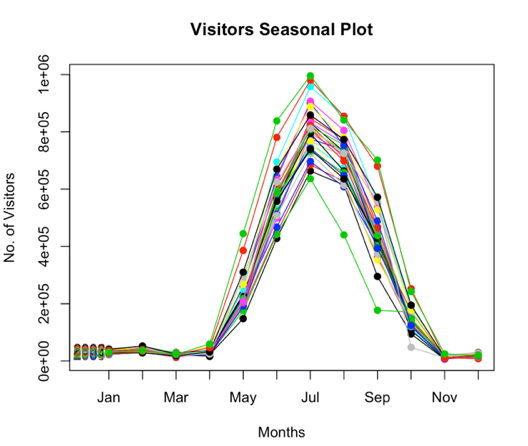 Visitors Seasonal Plot
No. of Visitors
1e+06
8e+05
6e+05
4e+05
2e+05
0e+00
Jan Mar May Jul Sep Nov
Months